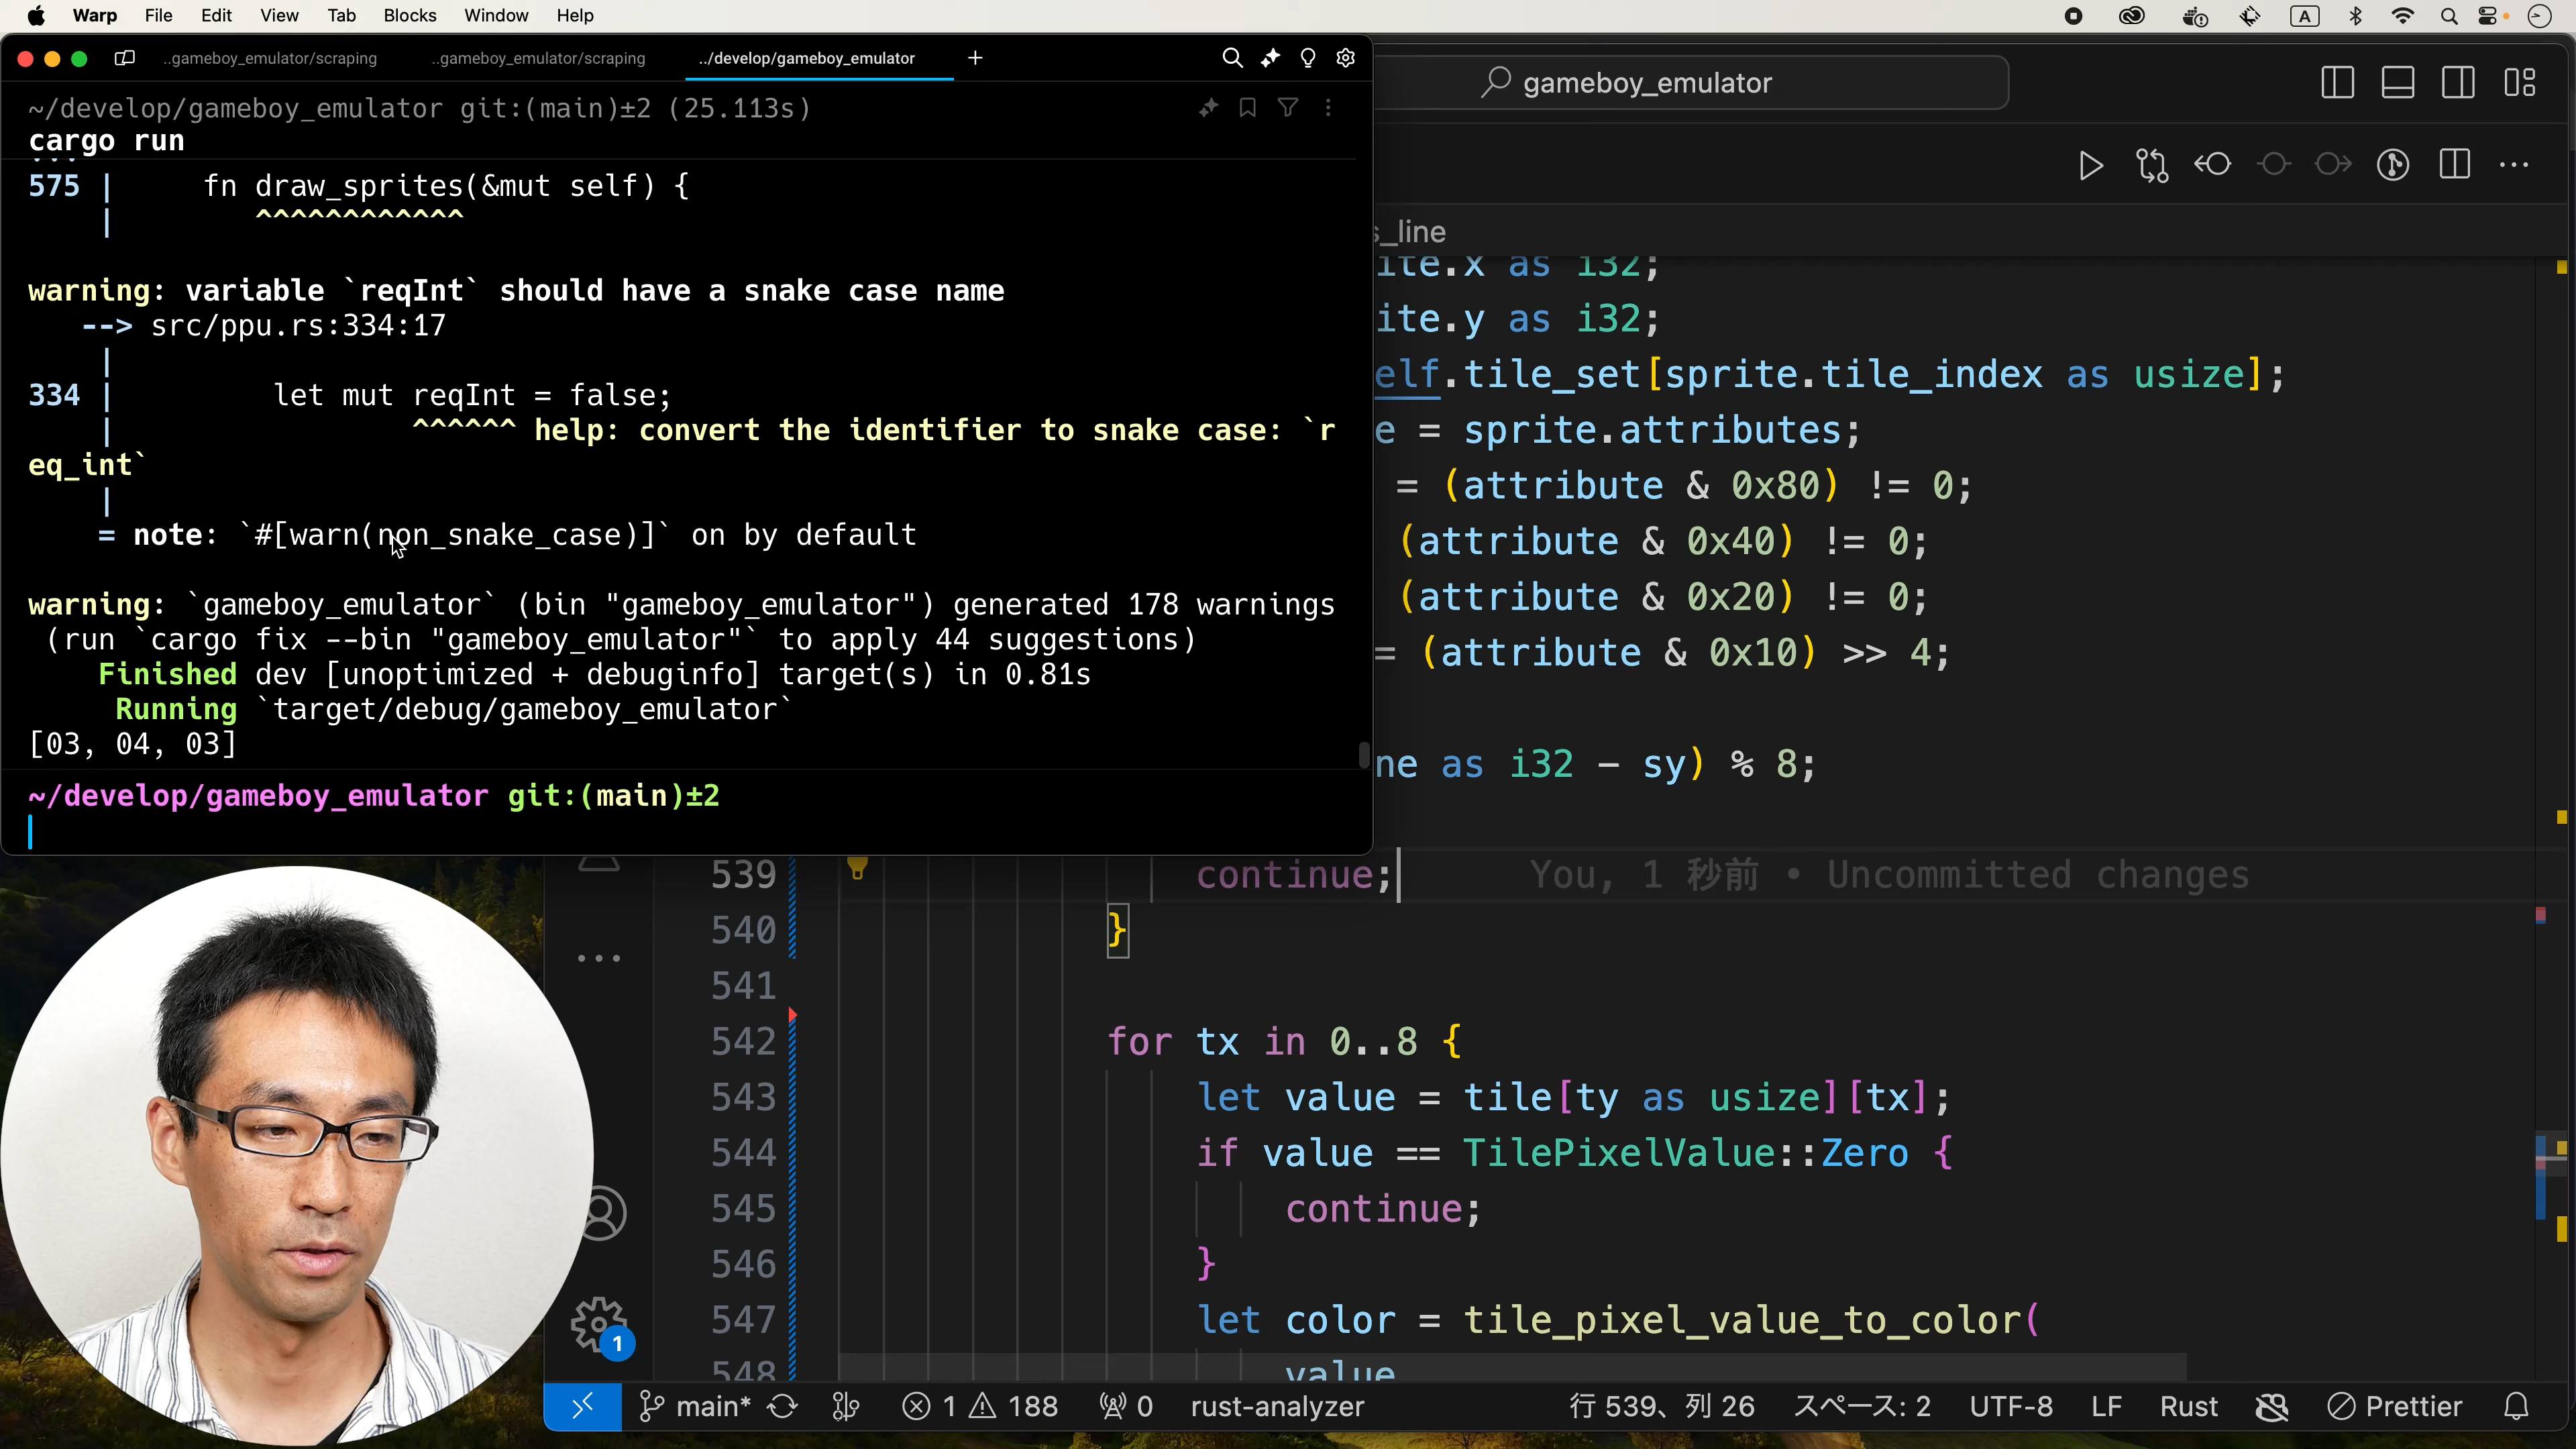 Warp File Edit View Tab Blocks Window Help
A
..gameboy_emulator/scraping ..gameboy_emulator/scraping ../develop/gameboy_emulator +
~/develop/gameboy_emulator git:(main)±2 (25.113s)
cargo run
...
575 | fn draw_sprites(&mut self) {
| ^^^^^^^^^^^^
warning: variable `reqInt` should have a snake case name
--> src/ppu.rs:334:17
|
334 | let mut reqInt = false;
| ^^^^^^ help: convert the identifier to snake case: `r
eq_int`
|
= note: `#[warn(non_snake_case)]` on by default
warning: `gameboy_emulator` (bin "gameboy_emulator") generated 178 warnings
(run `cargo fix --bin "gameboy_emulator"` to apply 44 suggestions)
Finished dev [unoptimized + debuginfo] target(s) in 0.81s
Running `target/debug/gameboy_emulator`
[03, 04, 03]
~/develop/gameboy_emulator git:(main)±2
gameboy_emulator
s_line
ite.x as i32;
ite.y as i32;
elf.tile_set[sprite.tile_index as usize];
e = sprite.attributes;
= (attribute & 0x80) != 0;
(attribute & 0x40) != 0;
(attribute & 0x20) != 0;
= (attribute & 0x10) >> 4;
ne as i32 - sy) % 8;
539 continue; You, 1 秒前 • Uncommitted changes
540 }
541
542 for tx in 0..8 {
543 let value = tile[ty as usize][tx];
544 if value == TilePixelValue::Zero {
545 continue;
546 }
547 let color = tile_pixel_value_to_color(
548 value
1
main* 1 188 0 rust-analyzer 行 539、列 26 スペース: 2 UTF-8 LF Rust Prettier